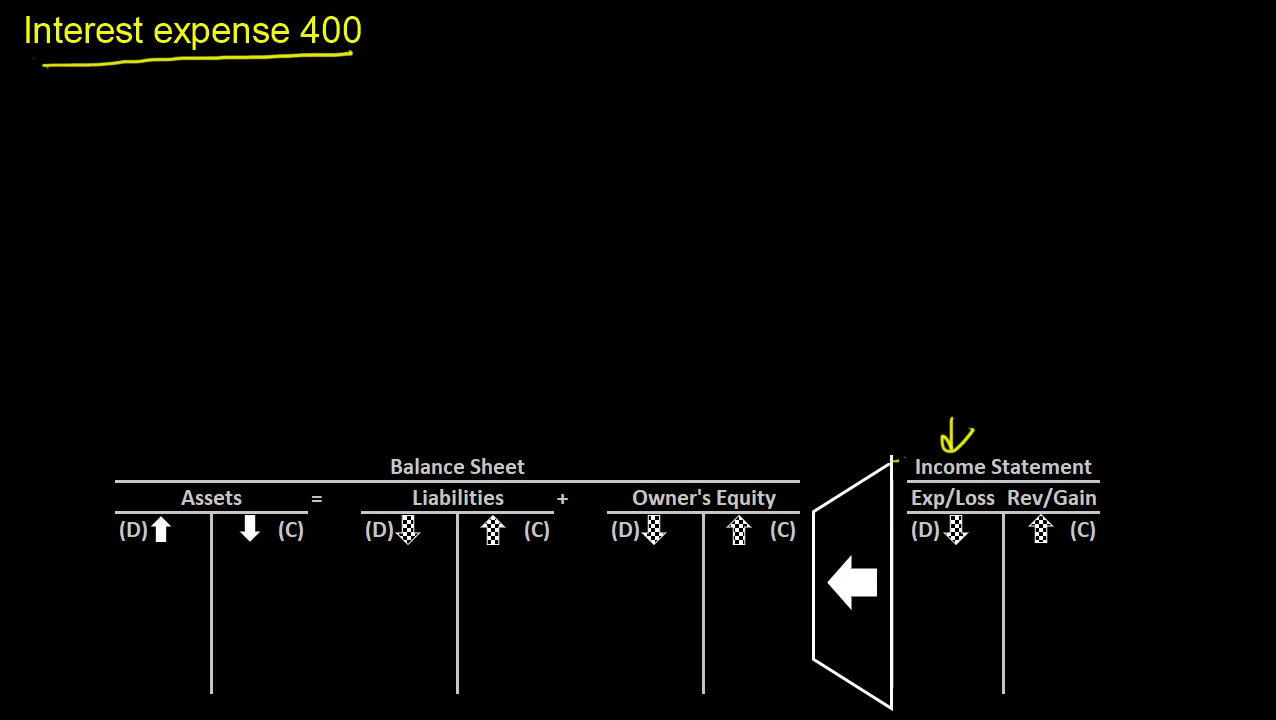 Interest expense 400
Balance Sheet
Income Statement
Assets = Liabilities + Owner's Equity
Exp/Loss Rev/Gain
(D) (C) (D) (C) (D) (C) (D) (C)